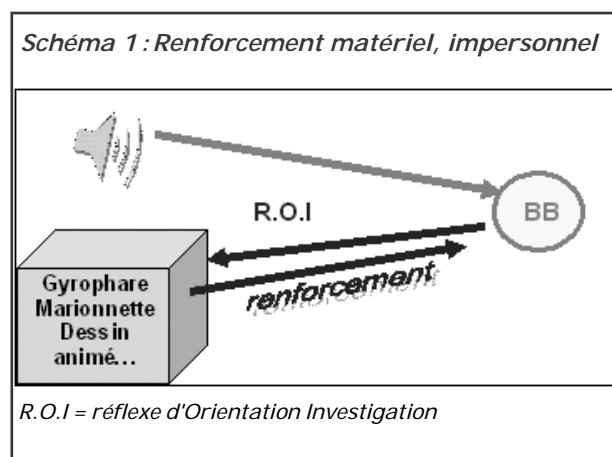 Schéma 1 : Renforcement matériel, impersonnel
R.O.I
BB
Gyrophare
Marionnette
Dessin
animé...
renforcement
R.O.I = réflexe d'Orientation Investigation